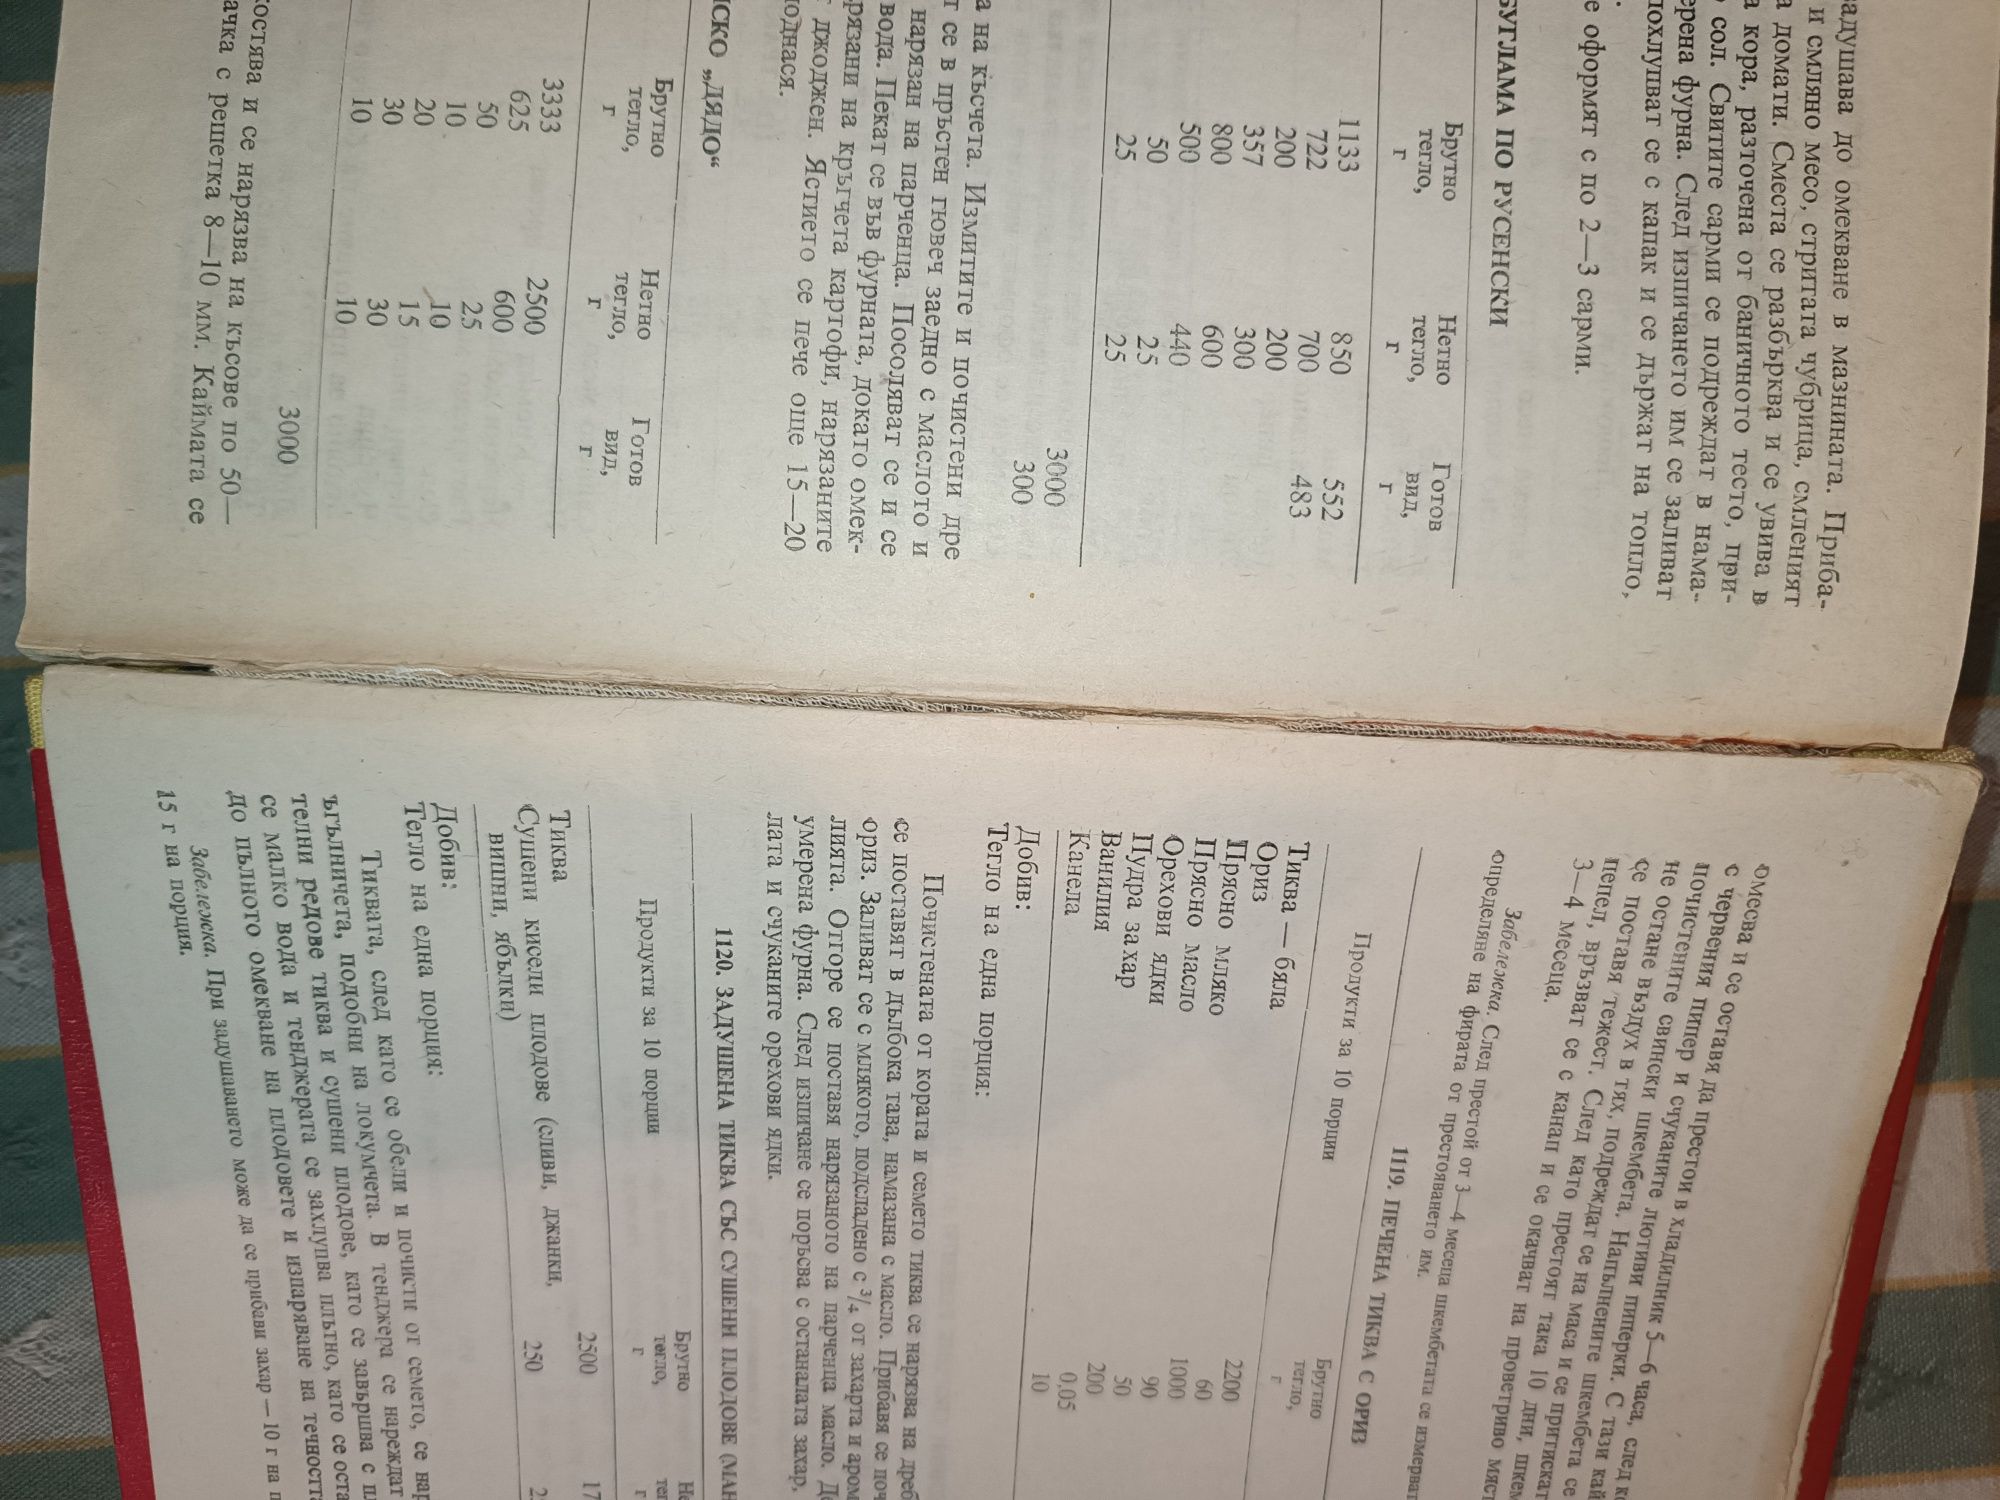 задушава до омекване в мазнината. Приба-
и смляно месо, стритата чубрица, смленият
а домати. Сместа се разбърква и се увива в
а кора, разточена от баничното тесто, при-
сол. Свитите сарми се подреждат в нама-
ерена фурна. След изпичането им се заливат
похлупват се с капак и се държат на топло,
е оформят с по 2—3 сарми.
БУГЛАМА ПО РУСЕНСКИ
Брутно тегло, г Нетно тегло, г Готов вид, г
1133 850 552
722 700 483
200 200
357 300
800 600
500 440
50 25
25 25
3000
300
а на късчета. Измитите и почистени дре
т се в пръстен гювеч заедно с маслото и
нарязан на парченца. Посоляват се и се
вода. Пекат се във фурната, докато омек-
рязани на кръгчета картофи, нарязаните
джоджен. Ястието се пече още 15—20
поднася.
СКО „ДЯДО“
Брутно тегло, г Нетно тегло, г Готов вид, г
3333 2500
625 600
50 25
10 10
20 15
30 30
10 10
3000
костява и се нарязва на късове по 50—
ачка с решетка 8—10 мм. Каймата се
омесва и се оставя да престои в хладилник 5—6 часа, след
с червения пипер и счуканите лютиви пиперки. С тази кай
почистените свински шкембета. Напълнените шкембета се
не остане въздух в тях, подреждат се на маса и се притискат
се поставя тежест. След като престоят така 10 дни, шкем
пепел, връзват се с канап и се окачват на проветриво мяст
3—4 месеца.
Забележка. След престой от 3—4 месеца шкембетата се измерват
определяне на фирата от престояването им.
1119. ПЕЧЕНА ТИКВА С ОРИЗ
Продукти за 10 порции Брутно тегло, г
Тиква — бяла 2200
Ориз 60
Прясно мляко 1000
Прясно масло 90
Орехови ядки 50
Пудра захар 200
Ванилия 0,05
Канела 10
Добив:
Тегло на една порция:
Почистената от кората и семето тиква се нарязва на дреб
се поставят в дълбока тава, намазана с масло. Прибавя се поч
ориз. Заливат се с млякото, подсладено с 3/4 от захарта и аром
лията. Отгоре се поставя нарязаното на парченца масло. До
умерена фурна. След изпичане се поръсва с останалата захар,
лата и счуканите орехови ядки.
1120. ЗАДУШЕНА ТИКВА СЪС СУШЕНИ ПЛОДОВЕ (МАН
Продукти за 10 порции Брутно тегло, г Не те г
Тиква 2500 17
Сушени кисели плодове (сливи, джанки,
вишни, ябълки) 250 2
Добив:
Тегло на една порция:
Тиквата, след като се обели и почисти от семето, се нар
ъгълничета, подобни на локумчета. В тенджера се нареждат
телни редове тиква и сушени плодове, като се завършва с пл
се малко вода и тенджерата се захлупва плътно, като се оста
до пълното омекване на плодовете и изпаряване на течността
Забележка. При задушаването може да се прибави захар — 10 г на п
15 г на порция.